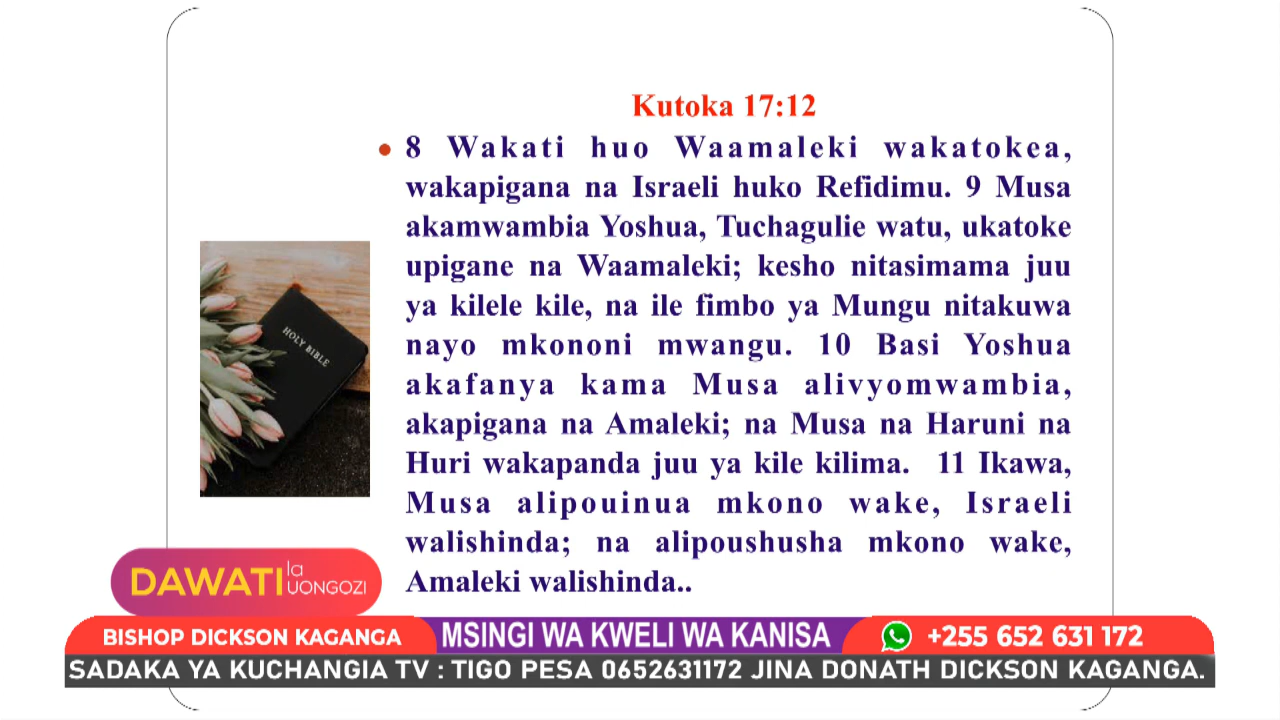 Kutoka 17:12
• 8 Wakati huo Waamaleki wakatokea,
wakapigana na Israeli huko Refidimu. 9 Musa
akamwambia Yoshua, Tuchagulie watu, ukatoke
upigane na Waamaleki; kesho nitasimama juu
ya kilele kile, na ile fimbo ya Mungu nitakuwa
nayo mkononi mwangu. 10 Basi Yoshua
akafanya kama Musa alivyomwambia,
akapigana na Amaleki; na Musa na Haruni na
Huri wakapanda juu ya kile kilima. 11 Ikawa,
Musa alipouinua mkono wake, Israeli
walishinda; na alipoushusha mkono wake,
Amaleki walishinda..
HOLY BIBLE
DAWATI la UONGOZI
BISHOP DICKSON KAGANGA
MSINGI WA KWELI WA KANISA
+255 652 631 172
SADAKA YA KUCHANGIA TV : TIGO PESA 0652631172 JINA DONATH DICKSON KAGANGA.